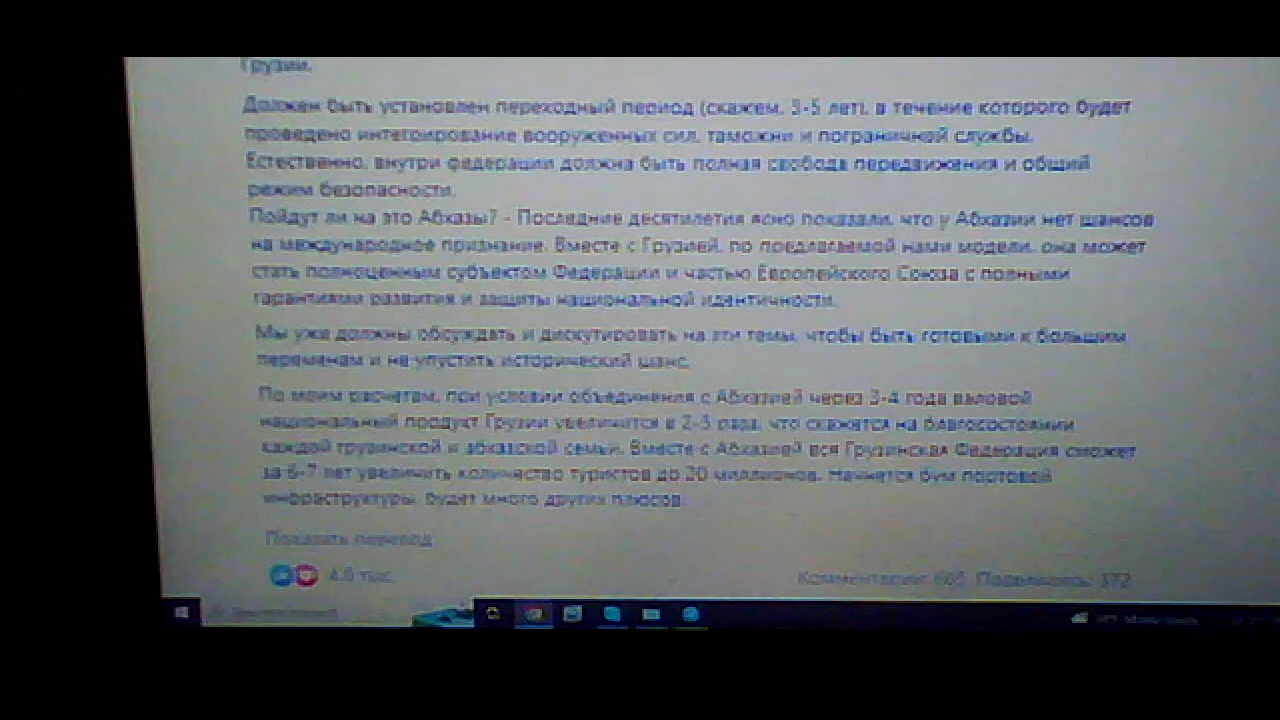 Грузии.
Должен быть установлен переходный период (скажем, 3-5 лет), в течение которого будет
проведено интегрирование вооруженных сил, таможни и пограничной службы.
Естественно, внутри федерации должна быть полная свобода передвижения и общий
режим безопасности.
Пойдут ли на это Абхазы? - Последние десятилетия ясно показали, что у Абхазии нет шансов
на международное признание. Вместе с Грузией, по предлагаемой нами модели, она может
стать полноценным субъектом Федерации и частью Европейского Союза с полными
гарантиями развития и защиты национальной идентичности.
Мы уже должны обсуждать и дискутировать на эти темы, чтобы быть готовыми к большим
переменам и не упустить исторический шанс.
По моим расчетам, при условии объединения с Абхазией через 3-4 года валовой
национальный продукт Грузии увеличится в 2-3 раза, что скажется на благосостоянии
каждой грузинской и абхазской семьи. Вместе с Абхазией вся Грузинская Федерация сможет
за 6-7 лет увеличить количество туристов до 20 миллионов. Начнется бум портовой
инфраструктуры, будет много других плюсов.
Показать перевод
тыс.
Комментарии: Поделились: 372